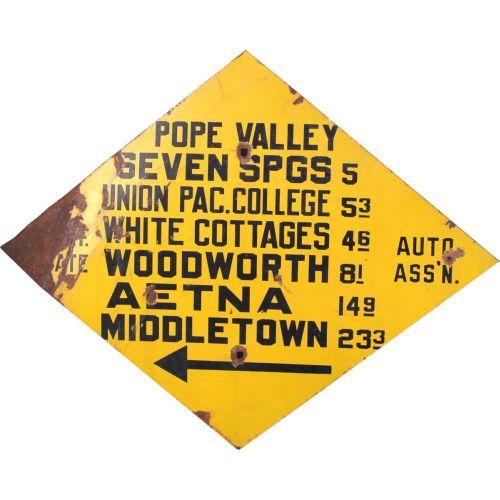 POPE VALLEY
SEVEN SPGS 5
UNION PAC. COLLEGE 53
WHITE COTTAGES 46
WOODWORTH 81
AETNA 149
MIDDLETOWN 233
AUTO
ASS'N.